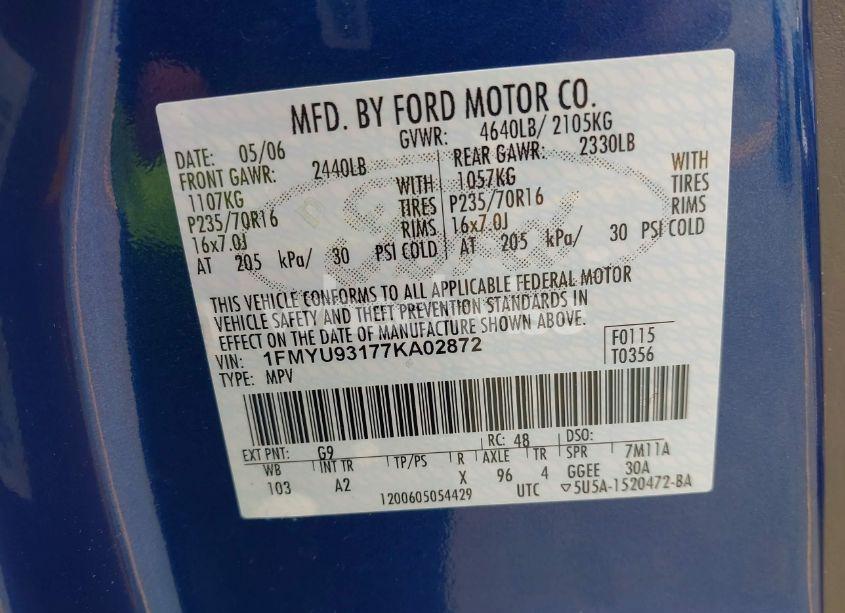 MFD. BY FORD MOTOR CO.
DATE: 05/06 GVWR: 4640LB/ 2105KG
FRONT GAWR: 2440LB REAR GAWR: 2330LB
1107KG WITH 1057KG WITH
P235/70R16 TIRES P235/70R16 TIRES
16x7.0J RIMS 16x7.0J RIMS
AT 205 kPa/ 30 PSI COLD AT 205 kPa/ 30 PSI COLD
THIS VEHICLE CONFORMS TO ALL APPLICABLE FEDERAL MOTOR
VEHICLE SAFETY AND THEFT PREVENTION STANDARDS IN
EFFECT ON THE DATE OF MANUFACTURE SHOWN ABOVE.
VIN: 1FMYU93177KA02872 F0115
TYPE: MPV T0356
EXT PNT: G9 RC: 48 DSO:
WB INT TR TP/PS R AXLE TR SPR 7M11A
103 A2 X 96 4 GGEE 30A
1200605054429 UTC ▽5U5A-1520472-BA